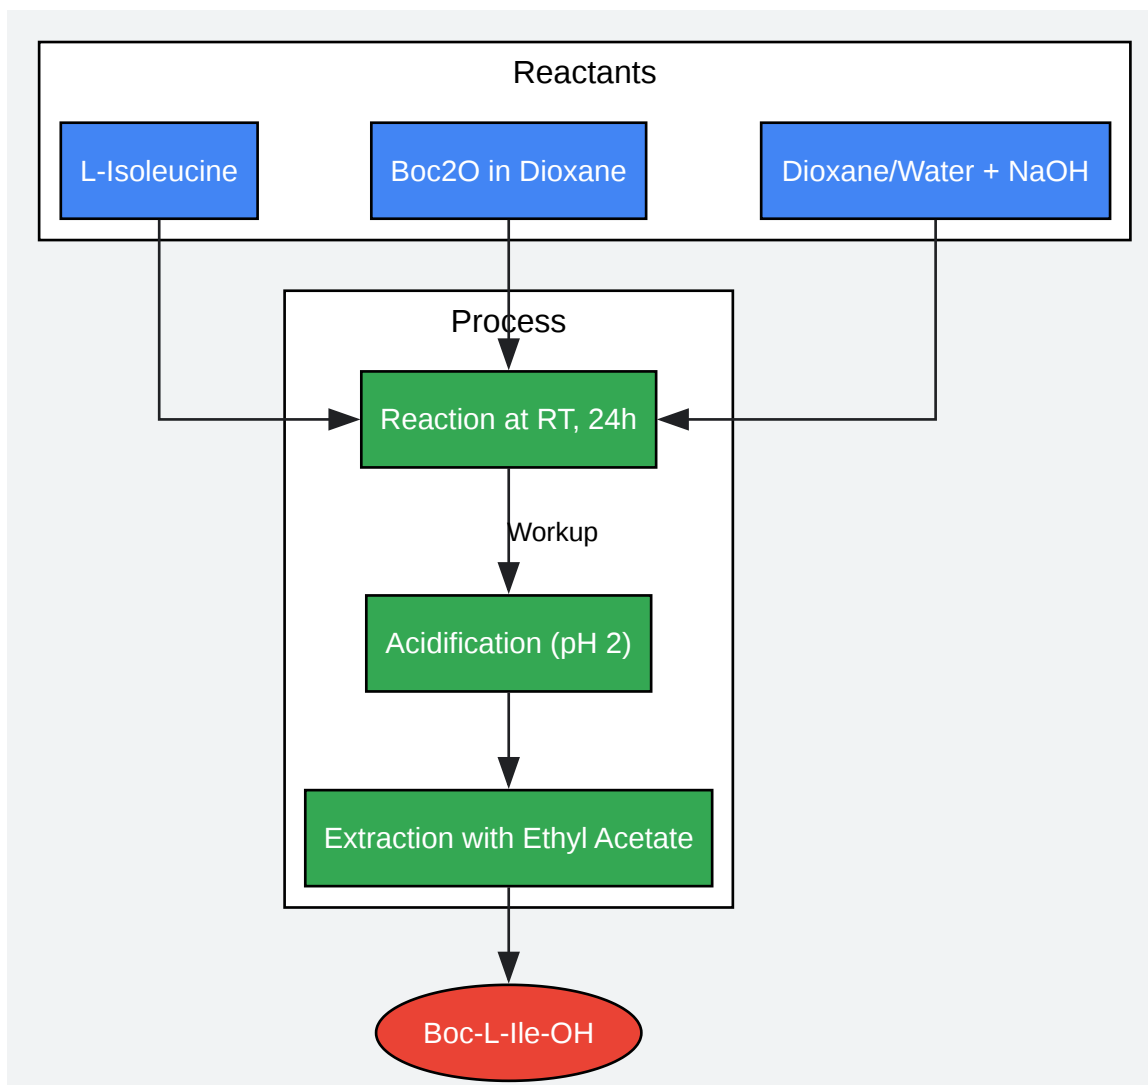 Reactants
L-Isoleucine
Boc2O in Dioxane
Dioxane/Water + NaOH
Process
Reaction at RT, 24h
Workup
Acidification (pH 2)
Extraction with Ethyl Acetate
Boc-L-Ile-OH